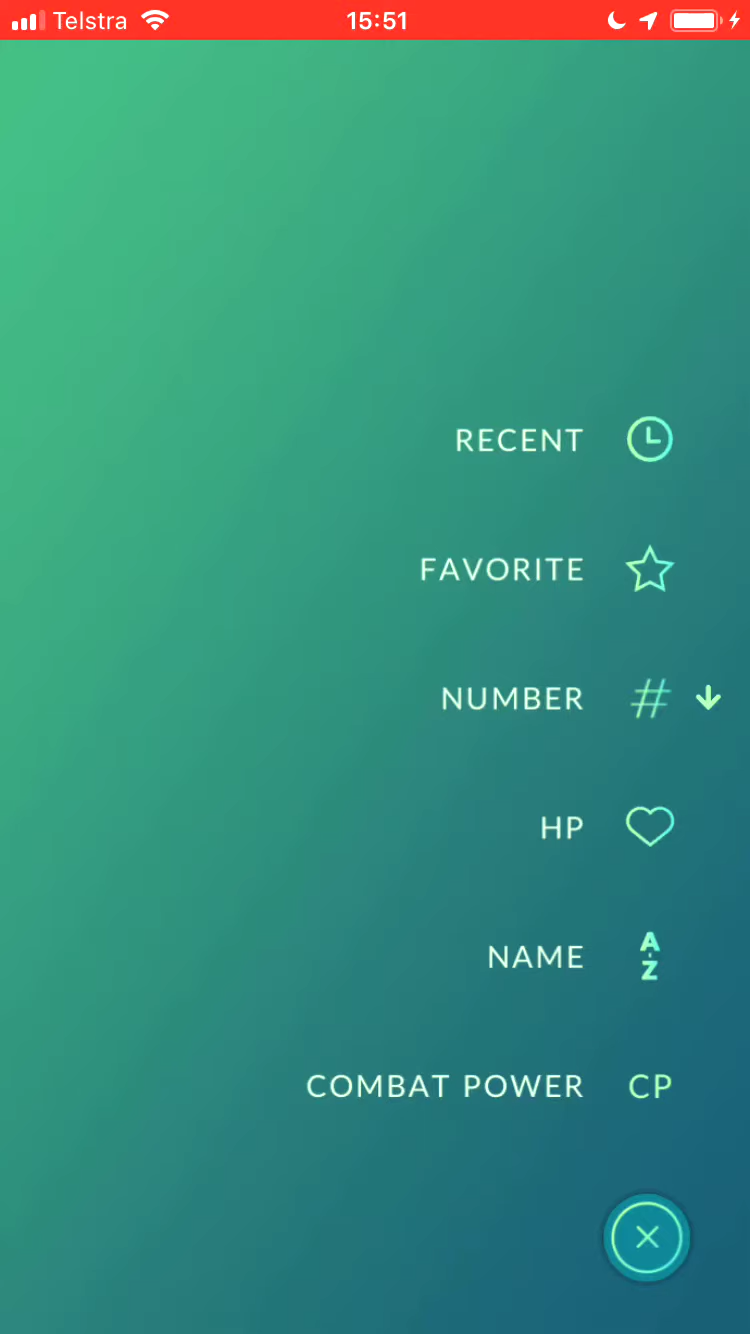 Telstra 15:51
RECENT
FAVORITE
NUMBER #
HP
NAME A-Z
COMBAT POWER CP